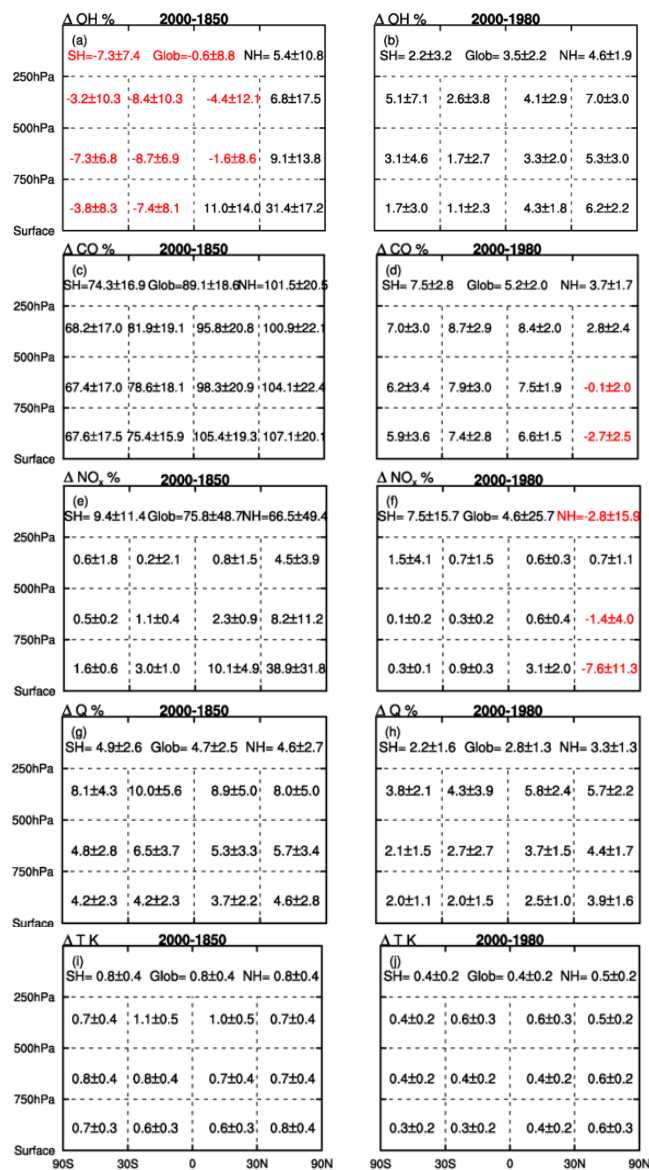 Δ OH % 2000-1850
(a)
SH=-7.3±7.4 Glob=-0.6±8.8 NH= 5.4±10.8
250hPa
-3.2±10.3 -8.4±10.3 -4.4±12.1 6.8±17.5
500hPa
-7.3±6.8 -8.7±6.9 -1.6±8.6 9.1±13.8
750hPa
-3.8±8.3 -7.4±8.1 11.0±14.0 31.4±17.2
Surface
Δ OH % 2000-1980
(b)
SH= 2.2±3.2 Glob= 3.5±2.2 NH= 4.6±1.9
5.1±7.1 2.6±3.8 4.1±2.9 7.0±3.0
3.1±4.6 1.7±2.7 3.3±2.0 5.3±3.0
1.7±3.0 1.1±2.3 4.3±1.8 6.2±2.2
Δ CO % 2000-1850
(c)
SH=74.3±16.9 Glob=89.1±18.6 NH=101.5±20.5
250hPa
68.2±17.0 81.9±19.1 95.8±20.8 100.9±22.1
500hPa
67.4±17.0 78.6±18.1 98.3±20.9 104.1±22.4
750hPa
67.6±17.5 75.4±15.9 105.4±19.3 107.1±20.1
Surface
Δ CO % 2000-1980
(d)
SH= 7.5±2.8 Glob= 5.2±2.0 NH= 3.7±1.7
7.0±3.0 8.7±2.9 8.4±2.0 2.8±2.4
6.2±3.4 7.9±3.0 7.5±1.9 -0.1±2.0
5.9±3.6 7.4±2.8 6.6±1.5 -2.7±2.5
Δ NOₓ % 2000-1850
(e)
SH= 9.4±11.4 Glob=75.8±48.7 NH=66.5±49.4
250hPa
0.6±1.8 0.2±2.1 0.8±1.5 4.5±3.9
500hPa
0.5±0.2 1.1±0.4 2.3±0.9 8.2±11.2
750hPa
1.6±0.6 3.0±1.0 10.1±4.9 38.9±31.8
Surface
Δ NOₓ % 2000-1980
(f)
SH= 7.5±15.7 Glob= 4.6±25.7 NH=-2.8±15.9
1.5±4.1 0.7±1.5 0.6±0.3 0.7±1.1
0.1±0.2 0.3±0.2 0.6±0.4 -1.4±4.0
0.3±0.1 0.9±0.3 3.1±2.0 -7.6±11.3
Δ Q % 2000-1850
(g)
SH= 4.9±2.6 Glob= 4.7±2.5 NH= 4.6±2.7
250hPa
8.1±4.3 10.0±5.6 8.9±5.0 8.0±5.0
500hPa
4.8±2.8 6.5±3.7 5.3±3.3 5.7±3.4
750hPa
4.2±2.3 4.2±2.3 3.7±2.2 4.6±2.8
Surface
Δ Q % 2000-1980
(h)
SH= 2.2±1.6 Glob= 2.8±1.3 NH= 3.3±1.3
3.8±2.1 4.3±3.9 5.8±2.4 5.7±2.2
2.1±1.5 2.7±2.7 3.7±1.5 4.4±1.7
2.0±1.1 2.0±1.5 2.5±1.0 3.9±1.6
Δ T K 2000-1850
(i)
SH= 0.8±0.4 Glob= 0.8±0.4 NH= 0.8±0.4
250hPa
0.7±0.4 1.1±0.5 1.0±0.5 0.7±0.4
500hPa
0.8±0.4 0.8±0.4 0.7±0.4 0.7±0.4
750hPa
0.7±0.3 0.6±0.3 0.6±0.3 0.8±0.4
Surface
90S 30S 0 30N 90N
Δ T K 2000-1980
(j)
SH= 0.4±0.2 Glob= 0.4±0.2 NH= 0.5±0.2
0.4±0.2 0.6±0.3 0.6±0.3 0.5±0.2
0.4±0.2 0.4±0.2 0.4±0.2 0.6±0.2
0.3±0.2 0.3±0.2 0.4±0.2 0.6±0.3
90S 30S 0 30N 90N